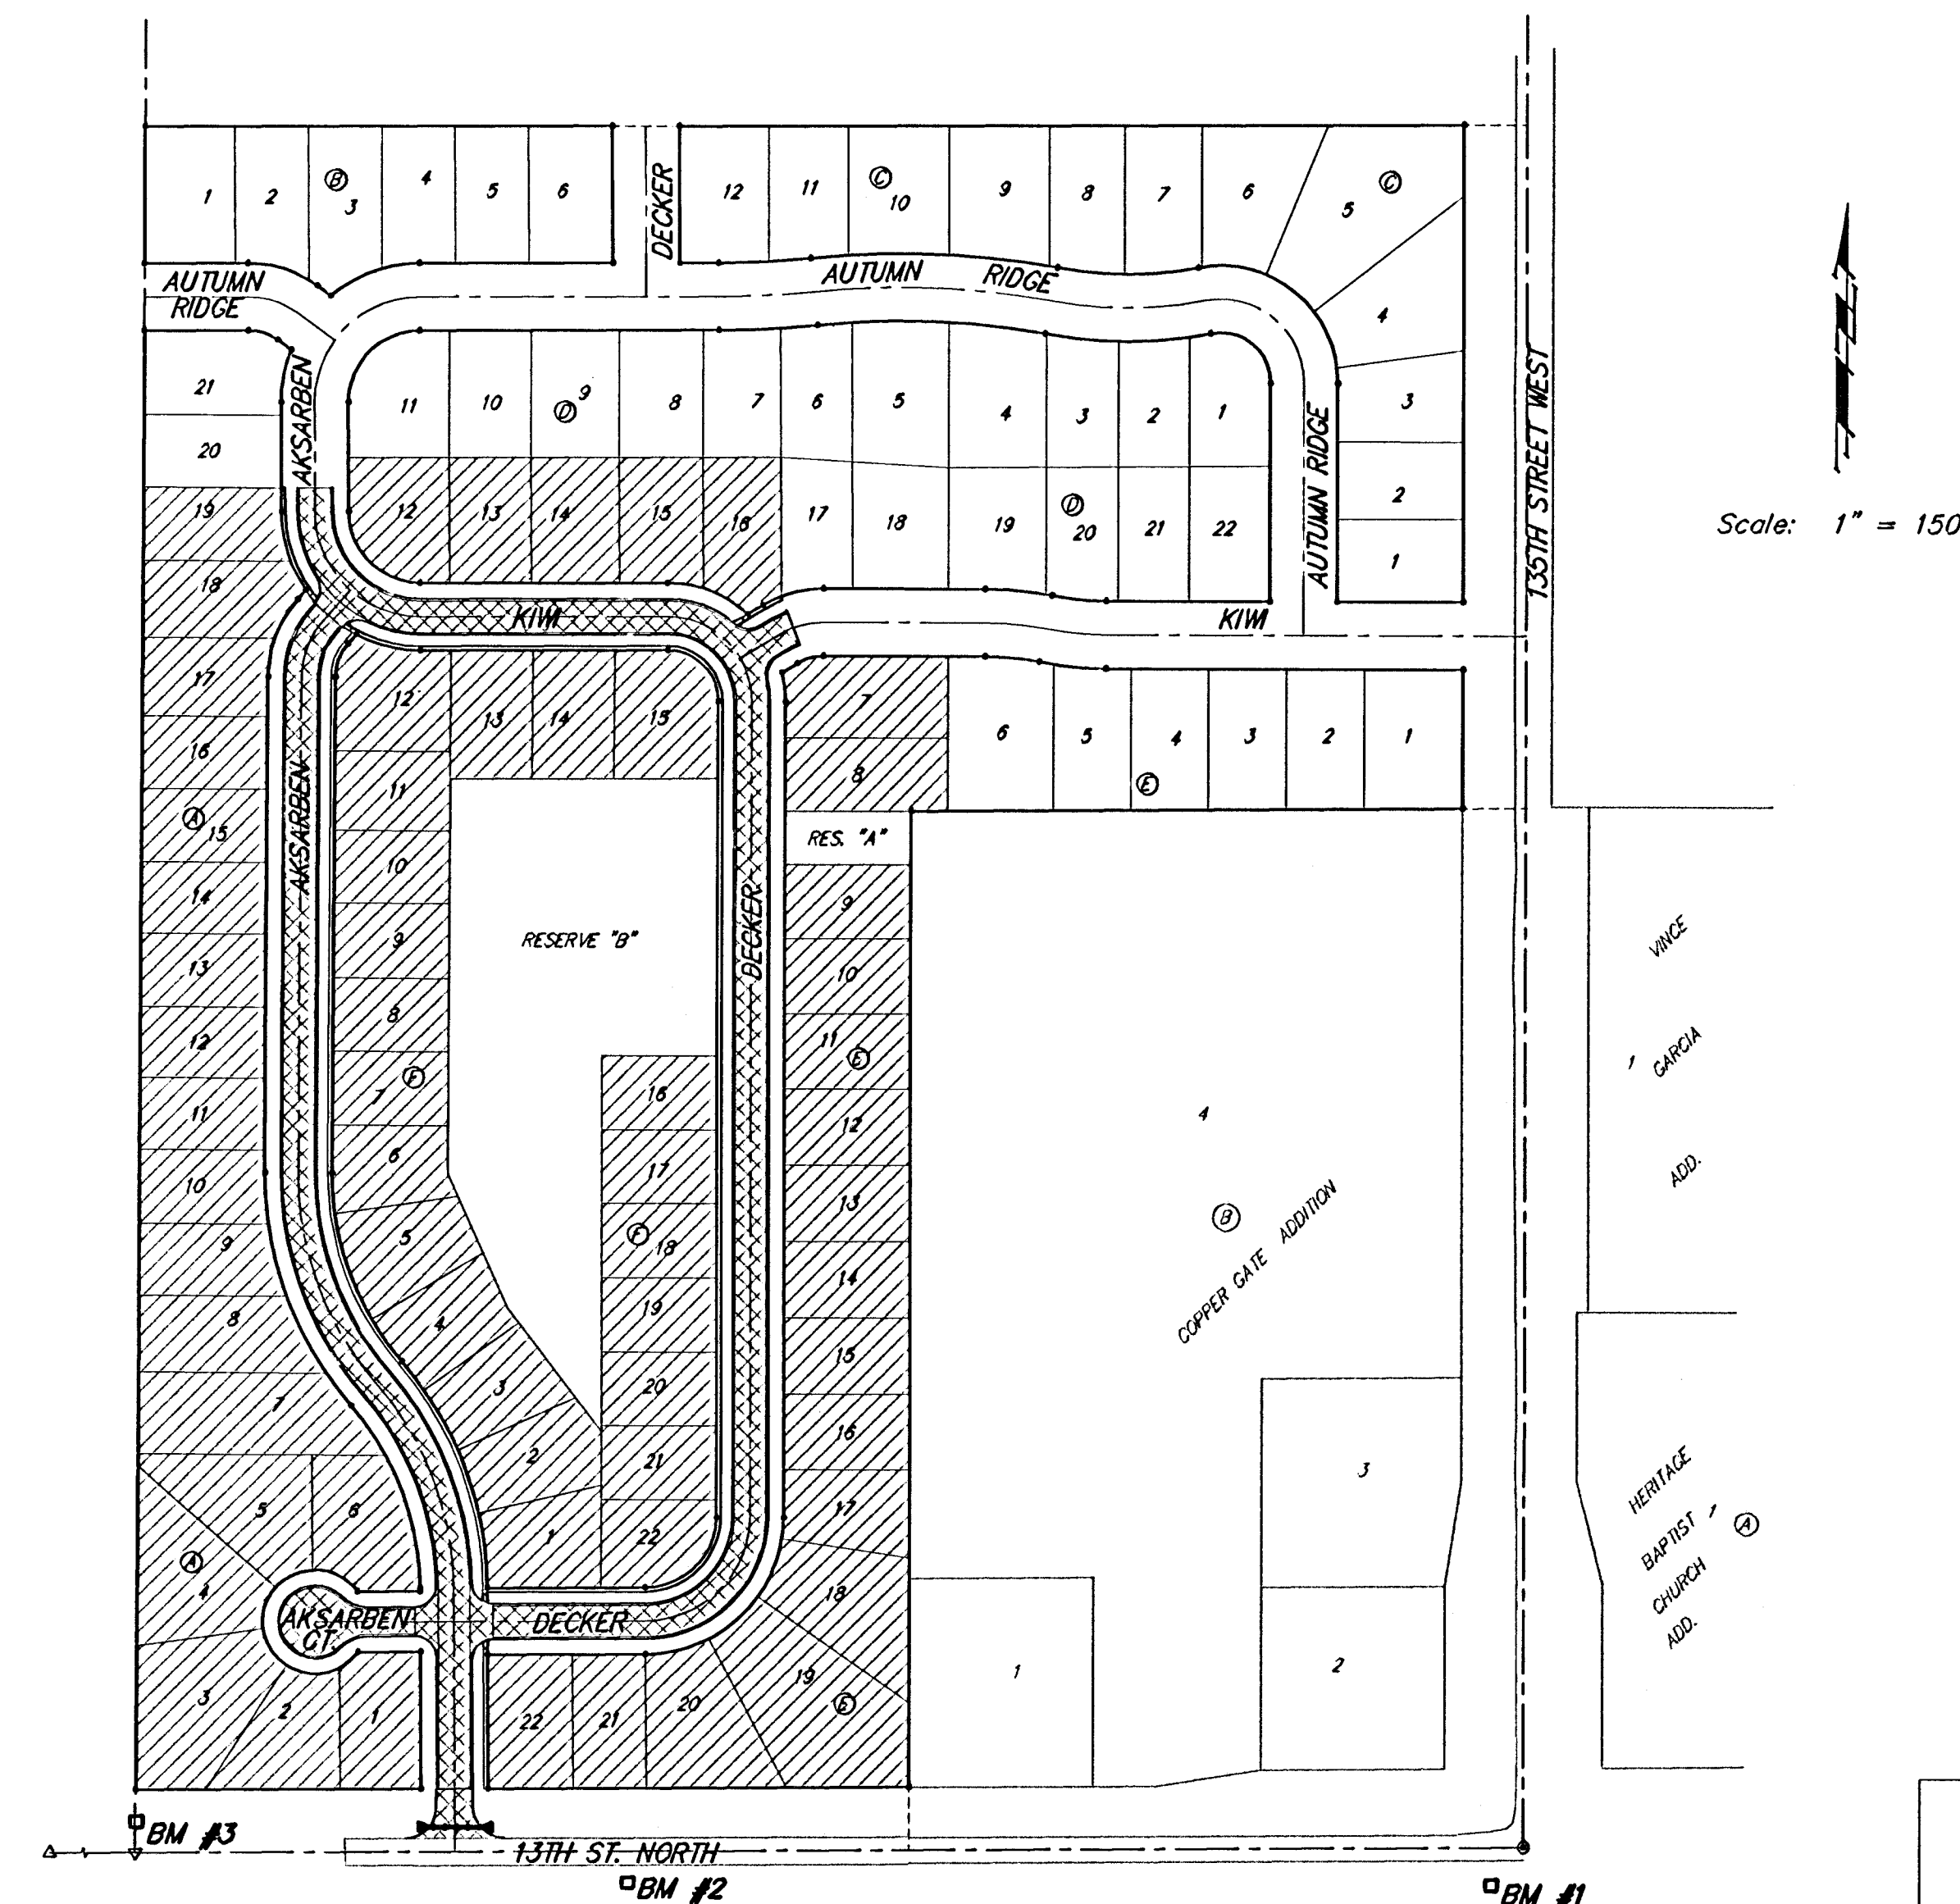 1 2 B 3 4 5 6
DECKER
12 11 C 10 9 8 7 6 5 C
4
3
2
1
AUTUMN
RIDGE
AUTUMN RIDGE
AKSARBEN
AUTUMN RIDGE
135TH STREET WEST
Scale: 1" = 150
21
20
19
18
17
16
A 15
14
13
12
11
10
9
8
7
11 10 D 9 8 7 6 5 4 3 2 1
12 13 14 15 16 17 18 19 D 20 21 22
KIWI
KIWI
12 13 14 15
11
10
9
8
7 F
6
5
4
3
2
1
AKSARBEN
RESERVE "B"
DECKER
16
17
F 18
19
20
21
22
7
8
6 5 4 3 2 1
E
RES. "A"
9
10
11 E
12
13
14
15
16
17
18
19 E
20
21
22
5 6
A
4
3
2
1
AKSARBEN
CT.
DECKER
4
B
COPPER GATE ADDITION
3
2
1
VINCE
1 GARCIA
ADD.
HERITAGE
BAPTIST 1 A
CHURCH
ADD.
BM #3
13TH ST. NORTH
BM #2
BM #1